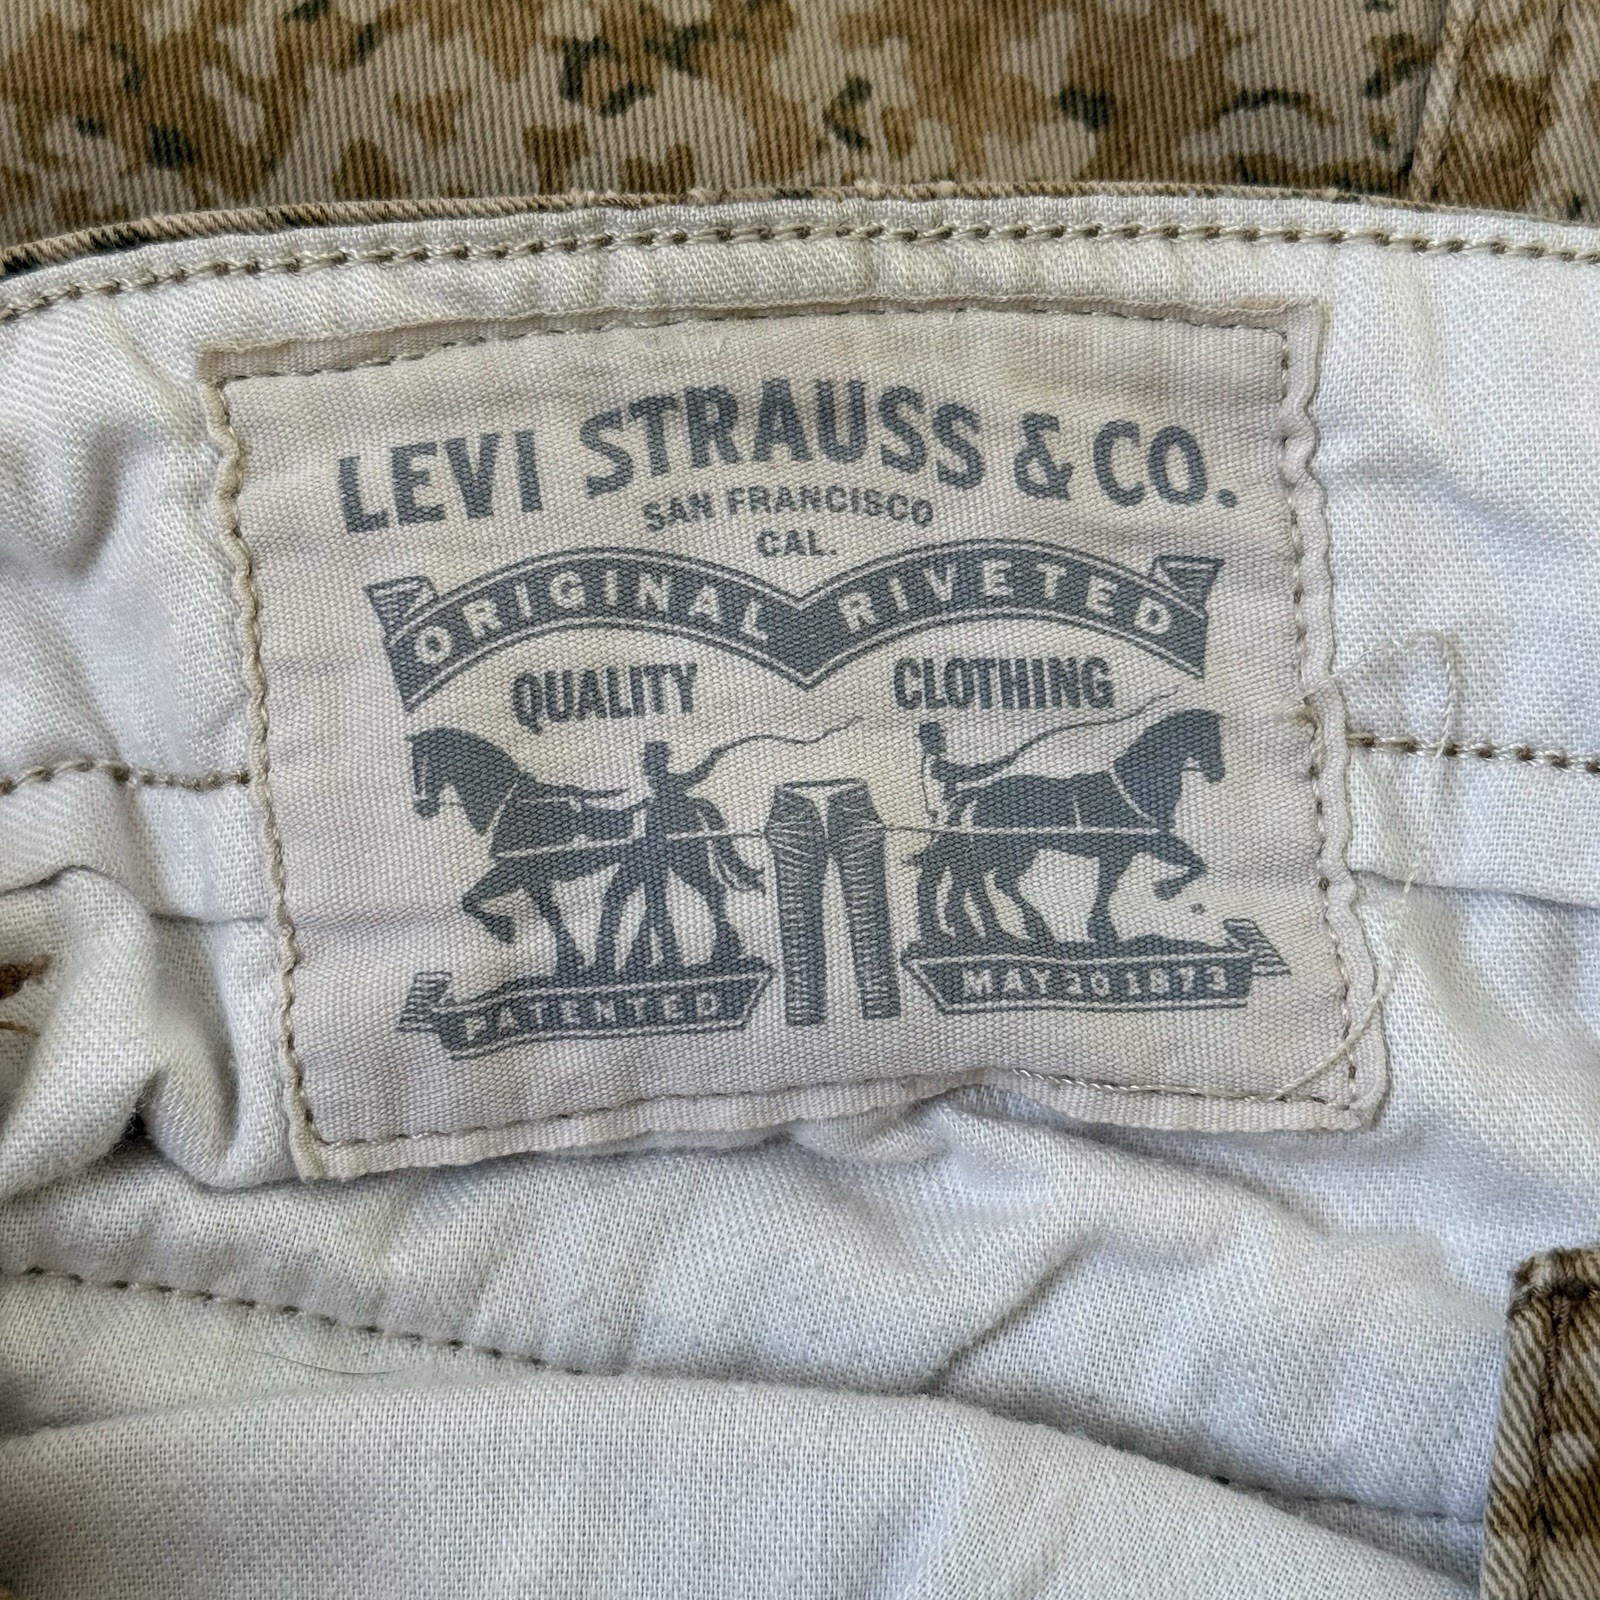 LEVI STRAUSS & CO.
SAN FRANCISCO
CAL.
ORIGINAL RIVETED
QUALITY CLOTHING
PATENTED MAY 20 1873